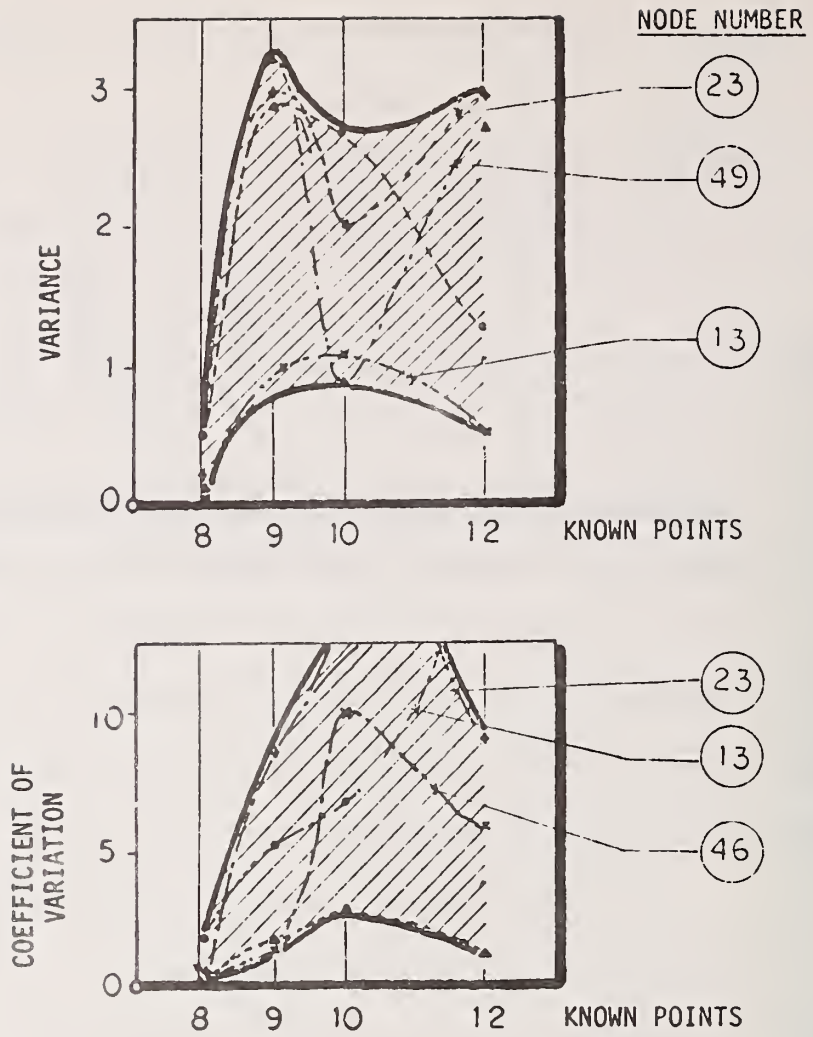 NODE NUMBER
23
49
13
VARIANCE
3
2
1
0
8 9 10 12 KNOWN POINTS
23
13
46
COEFFICIENT OF
VARIATION
10
5
0
8 9 10 12 KNOWN POINTS